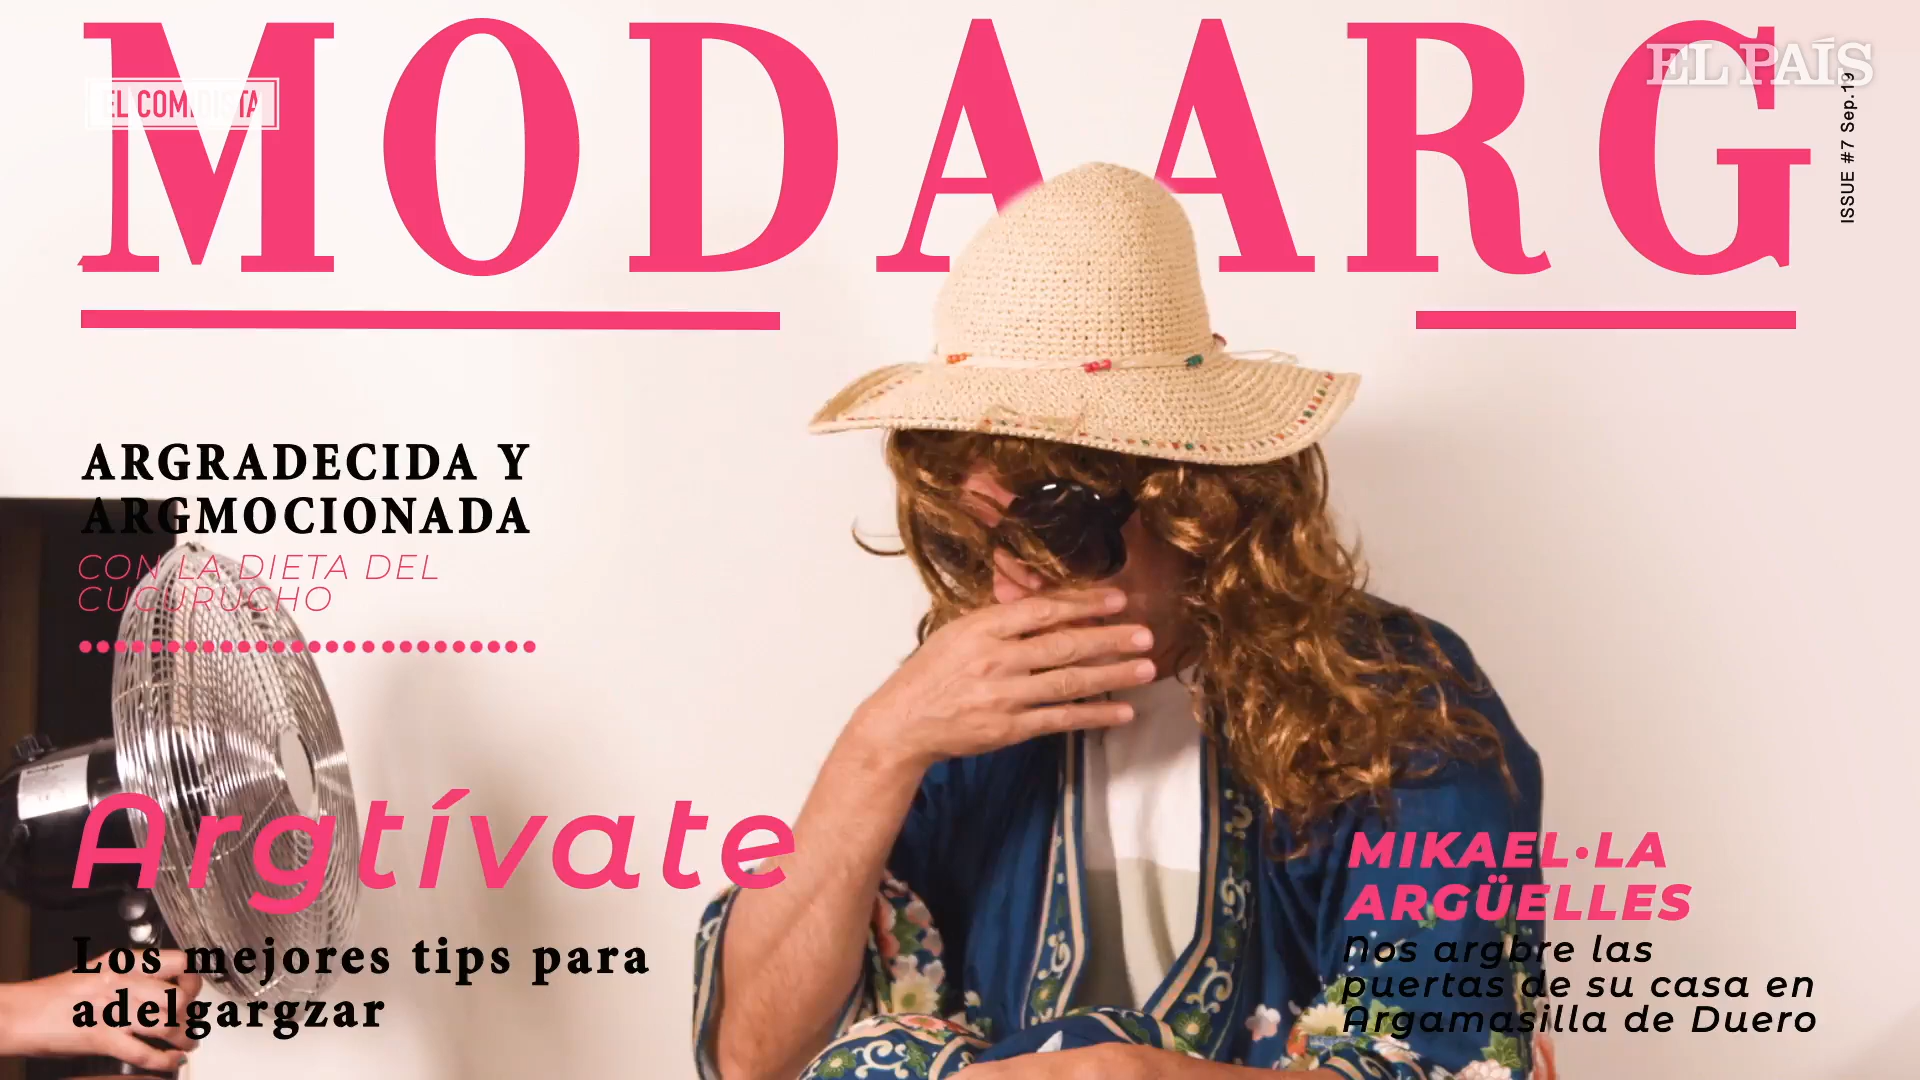 MODAARG
EL COMIDISTA
EL PAÍS
ISSUE #7 Sep.19
ARGRADECIDA Y
ARGMOCIONADA
CON LA DIETA DEL
CUCURUCHO
Argtívate
Los mejores tips para
adelgargzar
MIKAEL·LA
ARGÜELLES
Nos argbre las
puertas de su casa en
Argamasilla de Duero